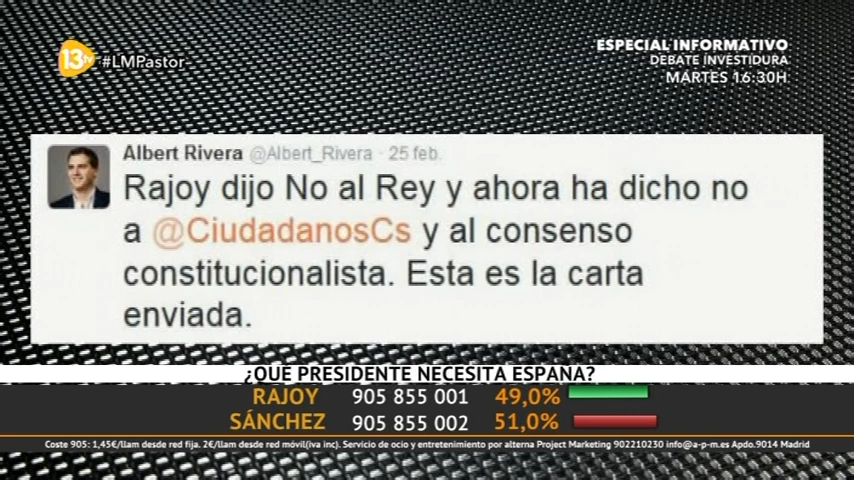 13tv #LMPastor
ESPECIAL INFORMATIVO
DEBATE INVESTIDURA
MARTES 16:30H
Albert Rivera @Albert_Rivera · 25 feb.
Rajoy dijo No al Rey y ahora ha dicho no
a @CiudadanosCs y al consenso
constitucionalista. Esta es la carta
enviada.
¿QUÉ PRESIDENTE NECESITA ESPAÑA?
RAJOY 905 855 001 49,0%
SÁNCHEZ 905 855 002 51,0%
Coste 905: 1,45€/llam desde red fija. 2€/llam desde red móvil(iva inc). Servicio de ocio y entretenimiento por alterna Project Marketing 902210230 info@a-p-m.es Apdo.9014 Madrid